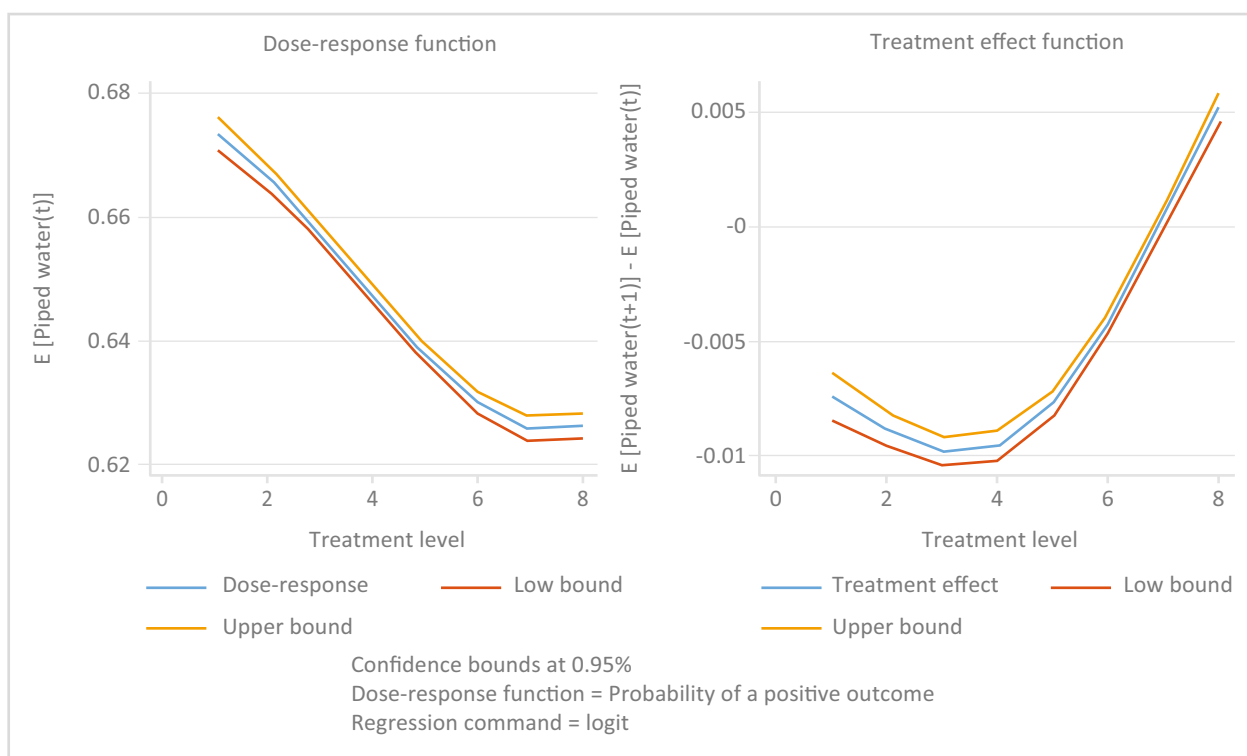 Dose-response function
E [Piped water(t)]
0.68
0.66
0.64
0.62
0
2
4
6
8
Treatment level
Dose-response
Low bound
Upper bound
Treatment effect function
E [Piped water(t+1)] - E [Piped water(t)]
0.005
-0
-0.005
-0.01
0
2
4
6
8
Treatment level
Treatment effect
Low bound
Upper bound
Confidence bounds at 0.95%
Dose-response function = Probability of a positive outcome
Regression command = logit